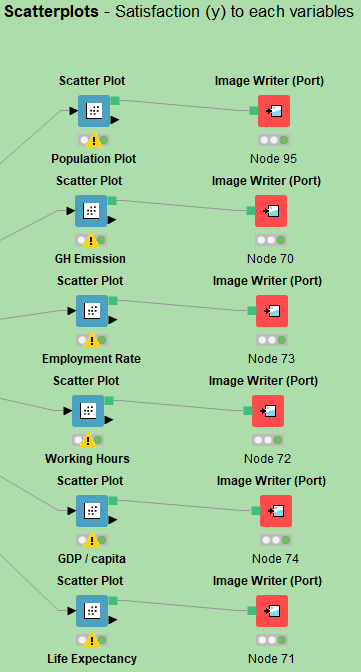 Scatterplots - Satisfaction (y) to each variables
Scatter Plot Image Writer (Port)
Population Plot Node 95
Scatter Plot Image Writer (Port)
GH Emission Node 70
Scatter Plot Image Writer (Port)
Employment Rate Node 73
Scatter Plot Image Writer (Port)
Working Hours Node 72
Scatter Plot Image Writer (Port)
GDP / capita Node 74
Scatter Plot Image Writer (Port)
Life Expectancy Node 71